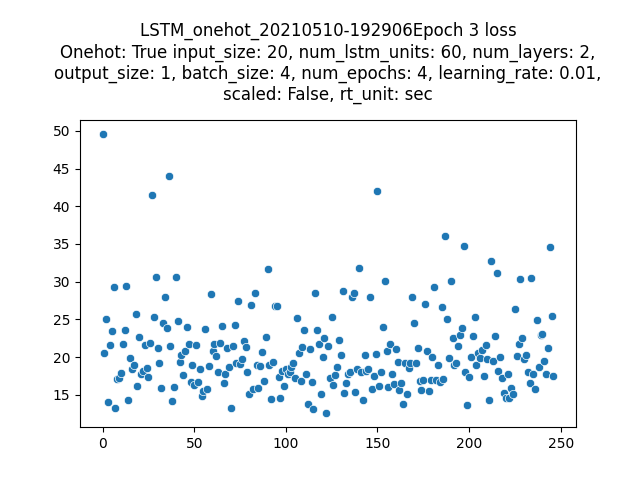 LSTM_onehot_20210510-192906Epoch 3 loss
Onehot: True input_size: 20, num_lstm_units: 60, num_layers: 2,
output_size: 1, batch_size: 4, num_epochs: 4, learning_rate: 0.01,
scaled: False, rt_unit: sec
50
45
40
35
30
25
20
15
0 50 100 150 200 250